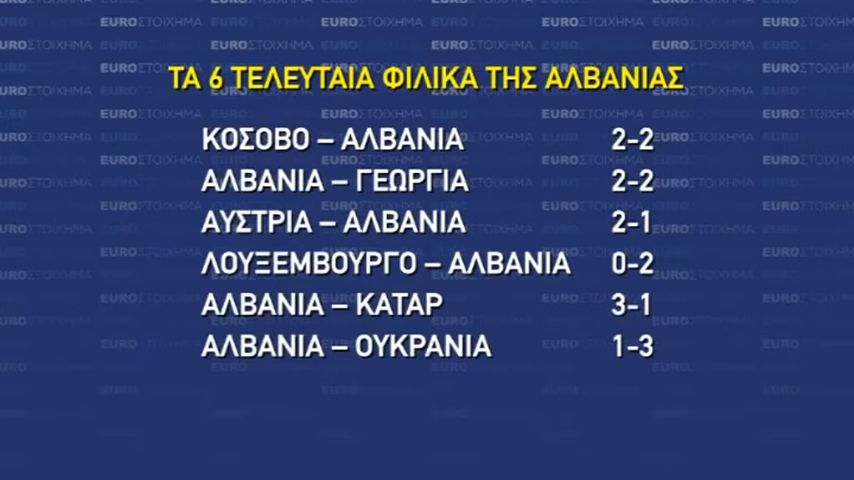 ΤΑ 6 ΤΕΛΕΥΤΑΙΑ ΦΙΛΙΚΑ ΤΗΣ ΑΛΒΑΝΙΑΣ
ΚΟΣΟΒΟ – ΑΛΒΑΝΙΑ 2-2
ΑΛΒΑΝΙΑ – ΓΕΩΡΓΙΑ 2-2
ΑΥΣΤΡΙΑ – ΑΛΒΑΝΙΑ 2-1
ΛΟΥΞΕΜΒΟΥΡΓΟ – ΑΛΒΑΝΙΑ 0-2
ΑΛΒΑΝΙΑ – ΚΑΤΑΡ 3-1
ΑΛΒΑΝΙΑ – ΟΥΚΡΑΝΙΑ 1-3